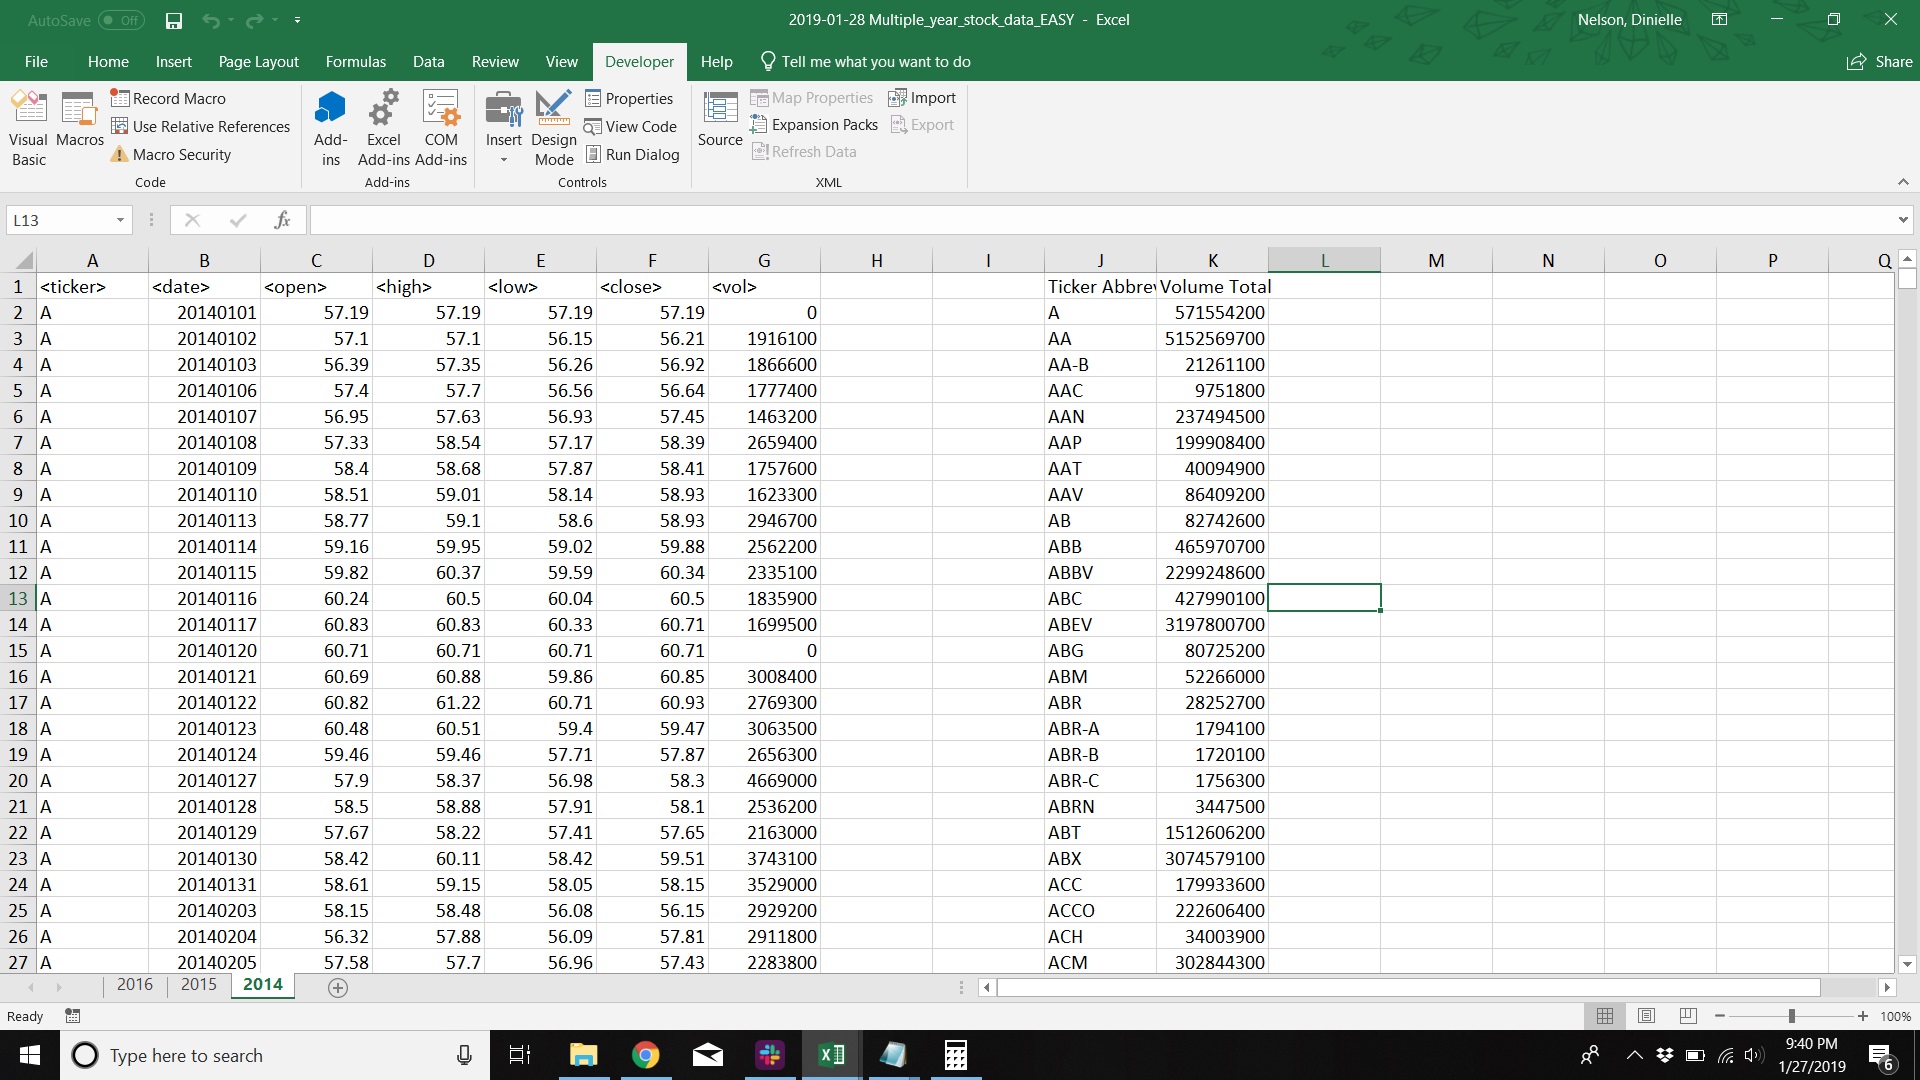 AutoSave Off
2019-01-28 Multiple_year_stock_data_EASY - Excel
Nelson, Dinielle
File Home Insert Page Layout Formulas Data Review View Developer Help Tell me what you want to do Share
Visual Basic
Macros
Record Macro
Use Relative References
Macro Security
Code
Add-ins
Excel Add-ins
COM Add-ins
Add-ins
Insert
Design Mode
Properties
View Code
Run Dialog
Controls
Source
Map Properties
Expansion Packs
Refresh Data
Import
Export
XML
L13
fx
A B C D E F G H I J K L M N O P Q
1 <ticker> <date> <open> <high> <low> <close> <vol> Ticker Abbrev Volume Total
2 A 20140101 57.19 57.19 57.19 57.19 0 A 571554200
3 A 20140102 57.1 57.1 56.15 56.21 1916100 AA 5152569700
4 A 20140103 56.39 57.35 56.26 56.92 1866600 AA-B 21261100
5 A 20140106 57.4 57.7 56.56 56.64 1777400 AAC 9751800
6 A 20140107 56.95 57.63 56.93 57.45 1463200 AAN 237494500
7 A 20140108 57.33 58.54 57.17 58.39 2659400 AAP 199908400
8 A 20140109 58.4 58.68 57.87 58.41 1757600 AAT 40094900
9 A 20140110 58.51 59.01 58.14 58.93 1623300 AAV 86409200
10 A 20140113 58.77 59.1 58.6 58.93 2946700 AB 82742600
11 A 20140114 59.16 59.95 59.02 59.88 2562200 ABB 465970700
12 A 20140115 59.82 60.37 59.59 60.34 2335100 ABBV 2299248600
13 A 20140116 60.24 60.5 60.04 60.5 1835900 ABC 427990100
14 A 20140117 60.83 60.83 60.33 60.71 1699500 ABEV 3197800700
15 A 20140120 60.71 60.71 60.71 60.71 0 ABG 80725200
16 A 20140121 60.69 60.88 59.86 60.85 3008400 ABM 52266000
17 A 20140122 60.82 61.22 60.71 60.93 2769300 ABR 28252700
18 A 20140123 60.48 60.51 59.4 59.47 3063500 ABR-A 1794100
19 A 20140124 59.46 59.46 57.71 57.87 2656300 ABR-B 1720100
20 A 20140127 57.9 58.37 56.98 58.3 4669000 ABR-C 1756300
21 A 20140128 58.5 58.88 57.91 58.1 2536200 ABRN 3447500
22 A 20140129 57.67 58.22 57.41 57.65 2163000 ABT 1512606200
23 A 20140130 58.42 60.11 58.42 59.51 3743100 ABX 3074579100
24 A 20140131 58.61 59.15 58.05 58.15 3529000 ACC 179933600
25 A 20140203 58.15 58.48 56.08 56.15 2929200 ACCO 222606400
26 A 20140204 56.32 57.88 56.09 57.81 2911800 ACH 34003900
27 A 20140205 57.58 57.7 56.96 57.43 2283800 ACM 302844300
2016 2015 2014
Ready
100%
Type here to search
9:40 PM
1/27/2019
6